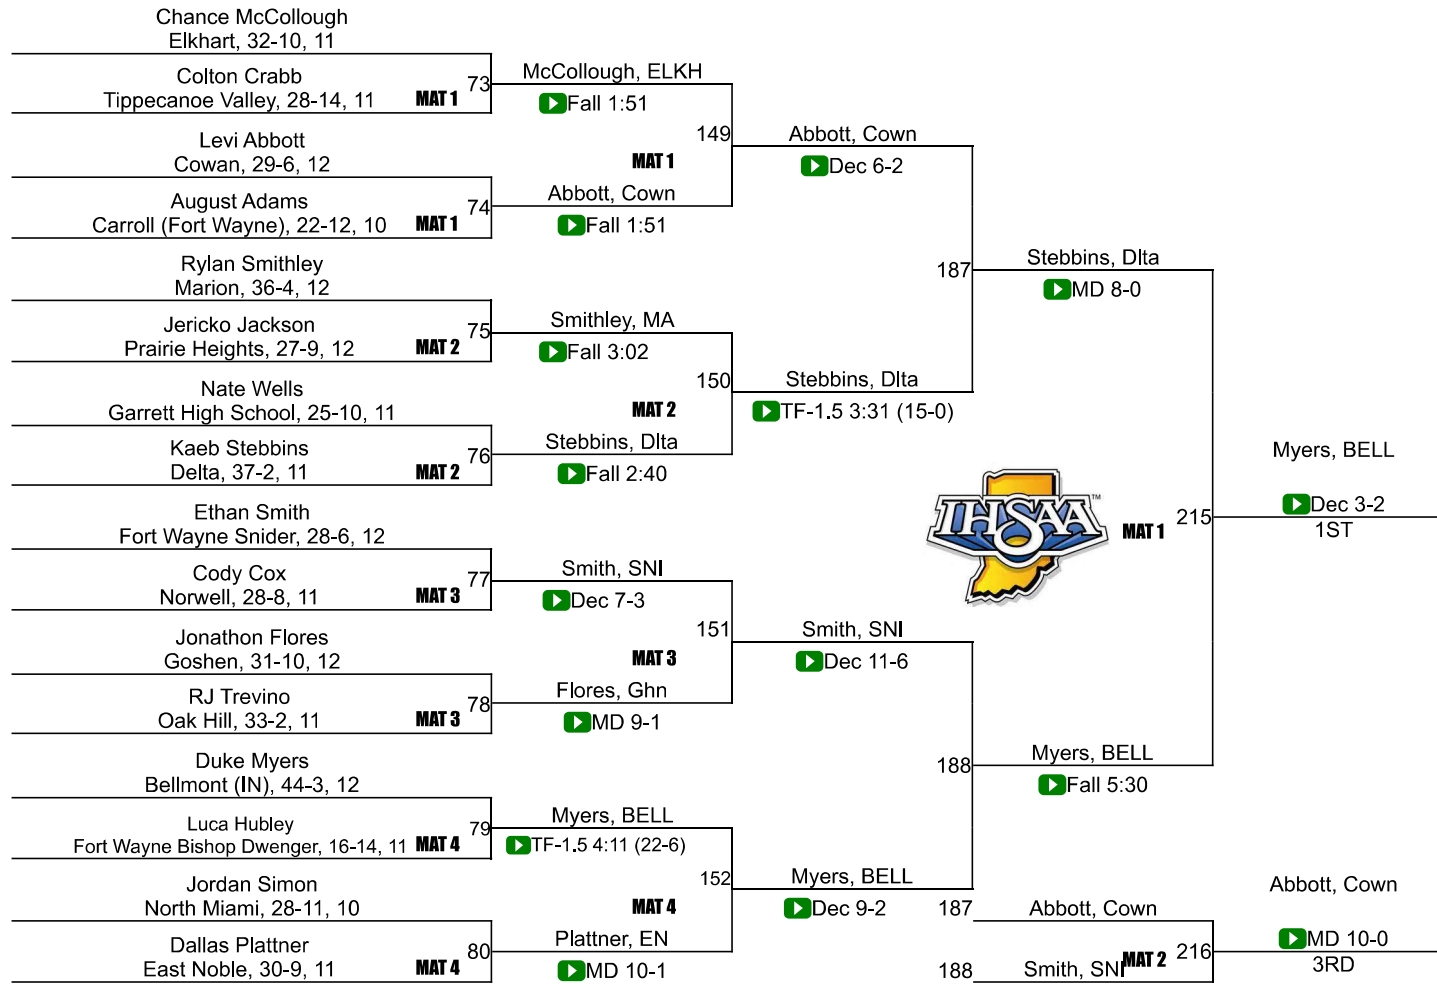 Chance McCollough
Elkhart, 32-10, 11
Colton Crabb
Tippecanoe Valley, 28-14, 11 MAT 1
73
McCollough, ELKH
Fall 1:51
Levi Abbott
Cowan, 29-6, 12
August Adams
Carroll (Fort Wayne), 22-12, 10 MAT 1
74
Abbott, Cown
Fall 1:51
149
MAT 1
Abbott, Cown
Dec 6-2
Rylan Smithley
Marion, 36-4, 12
Jericko Jackson
Prairie Heights, 27-9, 12 MAT 2
75
Smithley, MA
Fall 3:02
Nate Wells
Garrett High School, 25-10, 11
Kaeb Stebbins
Delta, 37-2, 11 MAT 2
76
Stebbins, Dlta
Fall 2:40
150
MAT 2
Stebbins, Dlta
TF-1.5 3:31 (15-0)
187
Stebbins, Dlta
MD 8-0
Ethan Smith
Fort Wayne Snider, 28-6, 12
Cody Cox
Norwell, 28-8, 11 MAT 3
77
Smith, SNI
Dec 7-3
Jonathon Flores
Goshen, 31-10, 12
RJ Trevino
Oak Hill, 33-2, 11 MAT 3
78
Flores, Ghn
MD 9-1
151
MAT 3
Smith, SNI
Dec 11-6
Duke Myers
Bellmont (IN), 44-3, 12
Luca Hubley
Fort Wayne Bishop Dwenger, 16-14, 11 MAT 4
79
Myers, BELL
TF-1.5 4:11 (22-6)
Jordan Simon
North Miami, 28-11, 10
Dallas Plattner
East Noble, 30-9, 11 MAT 4
80
Plattner, EN
MD 10-1
152
MAT 4
Myers, BELL
Dec 9-2
188
Myers, BELL
Fall 5:30
IHSAA™
MAT 1
215
Myers, BELL
Dec 3-2
1ST
187
Abbott, Cown
188
Smith, SNI
MAT 2
216
Abbott, Cown
MD 10-0
3RD